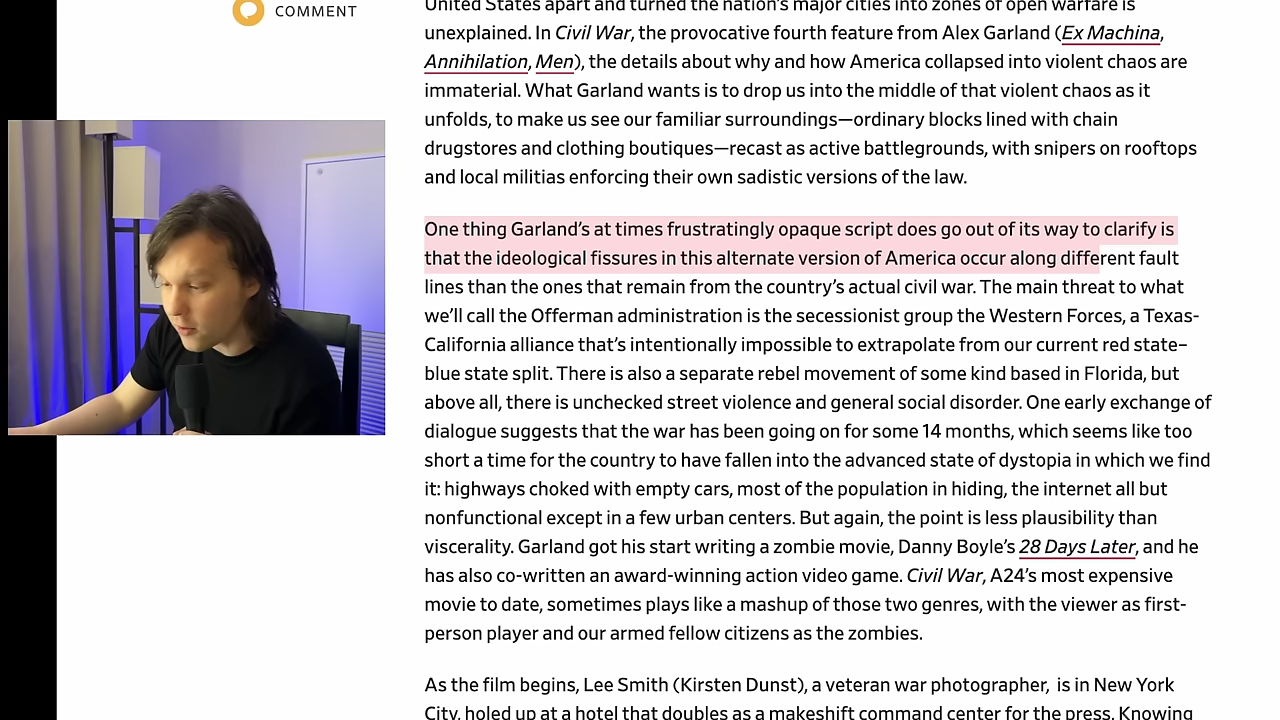 COMMENT
United States apart and turned the nation's major cities into zones of open warfare is
unexplained. In Civil War, the provocative fourth feature from Alex Garland (Ex Machina,
Annihilation, Men), the details about why and how America collapsed into violent chaos are
immaterial. What Garland wants is to drop us into the middle of that violent chaos as it
unfolds, to make us see our familiar surroundings—ordinary blocks lined with chain
drugstores and clothing boutiques—recast as active battlegrounds, with snipers on rooftops
and local militias enforcing their own sadistic versions of the law.
One thing Garland's at times frustratingly opaque script does go out of its way to clarify is
that the ideological fissures in this alternate version of America occur along different fault
lines than the ones that remain from the country's actual civil war. The main threat to what
we'll call the Offerman administration is the secessionist group the Western Forces, a Texas-
California alliance that's intentionally impossible to extrapolate from our current red state–
blue state split. There is also a separate rebel movement of some kind based in Florida, but
above all, there is unchecked street violence and general social disorder. One early exchange of
dialogue suggests that the war has been going on for some 14 months, which seems like too
short a time for the country to have fallen into the advanced state of dystopia in which we find
it: highways choked with empty cars, most of the population in hiding, the internet all but
nonfunctional except in a few urban centers. But again, the point is less plausibility than
viscerality. Garland got his start writing a zombie movie, Danny Boyle's 28 Days Later, and he
has also co-written an award-winning action video game. Civil War, A24's most expensive
movie to date, sometimes plays like a mashup of those two genres, with the viewer as first-
person player and our armed fellow citizens as the zombies.
As the film begins, Lee Smith (Kirsten Dunst), a veteran war photographer, is in New York
City, holed up at a hotel that doubles as a makeshift command center for the press. Knowing